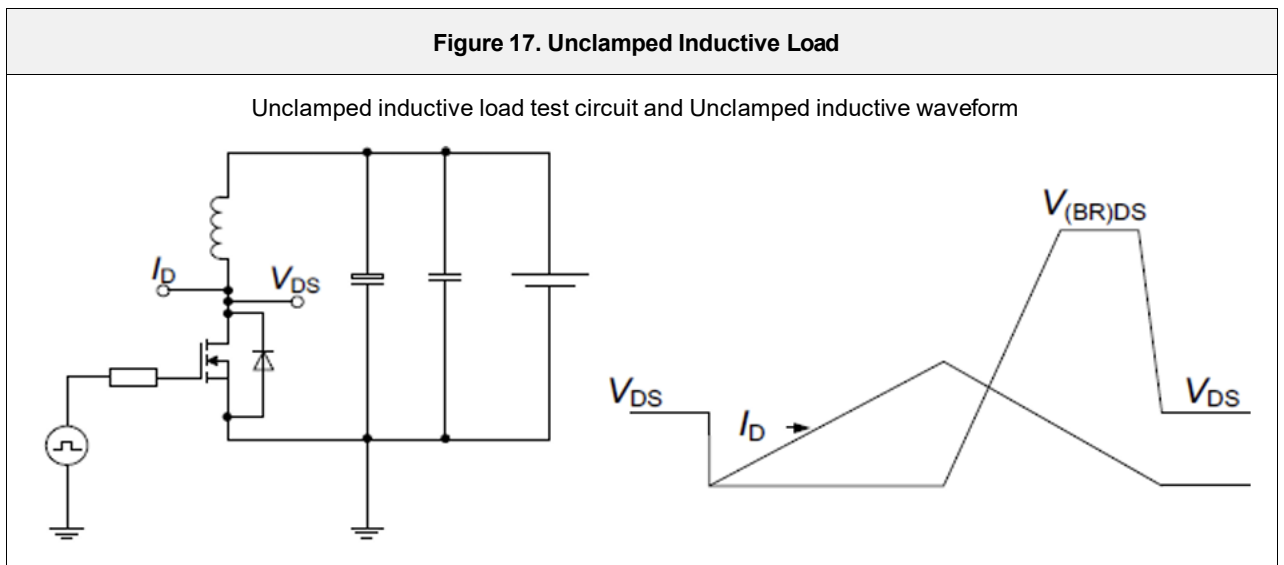 Figure 17. Unclamped Inductive Load
Unclamped inductive load test circuit and Unclamped inductive waveform
V(BR)DS
ID
VDS
VDS
ID
VDS